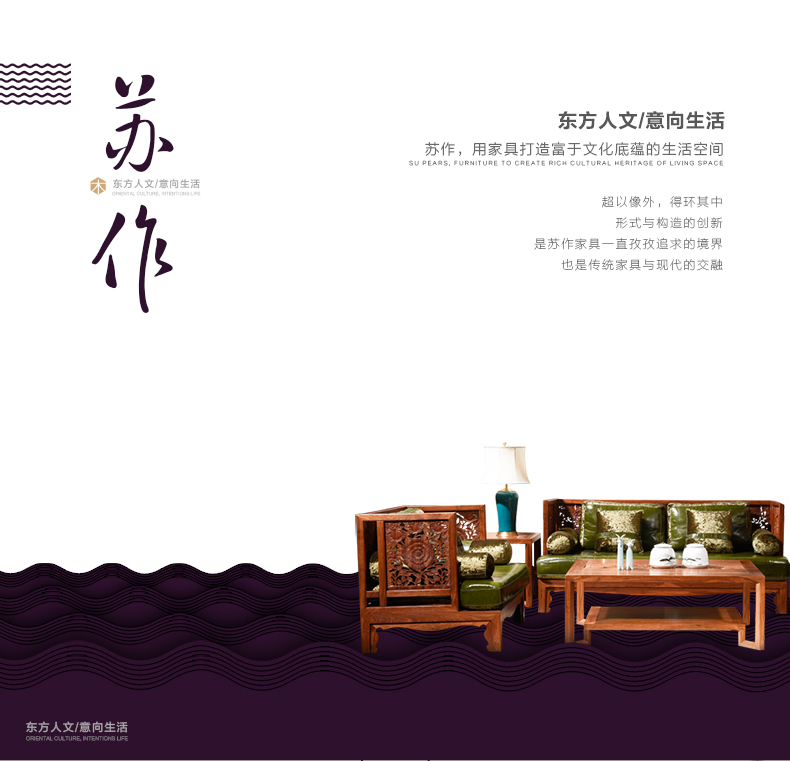 苏作
东方人文/意向生活
ORIENTAL CULTURE, INTENTIONS LIFE
东方人文/意向生活
苏作，用家具打造富于文化底蕴的生活空间
SU PEARS, FURNITURE TO CREATE RICH CULTURAL HERITAGE OF LIVING SPACE
超以像外，得环其中
形式与构造的创新
是苏作家具一直孜孜追求的境界
也是传统家具与现代的交融
东方人文/意向生活
ORIENTAL CULTURE, INTENTIONS LIFE